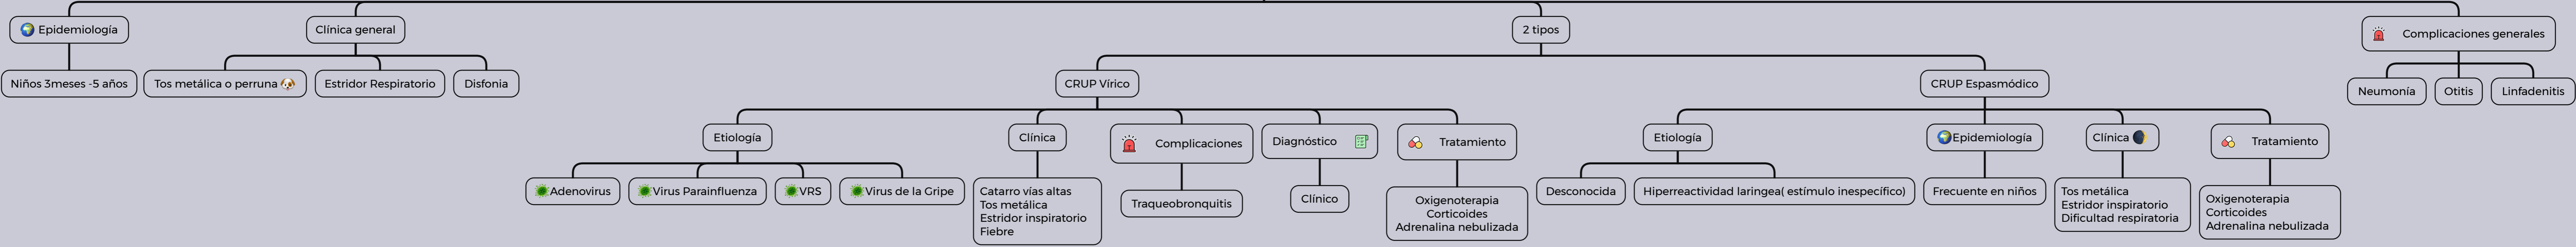 Epidemiología
Niños 3meses -5 años
Clínica general
Tos metálica o perruna
Estridor Respiratorio
Disfonia
2 tipos
CRUP Vírico
Etiología
Adenovirus
Virus Parainfluenza
VRS
Virus de la Gripe
Clínica
Catarro vías altas
Tos metálica
Estridor inspiratorio
Fiebre
Complicaciones
Traqueobronquitis
Diagnóstico
Clínico
Tratamiento
Oxigenoterapia
Corticoides
Adrenalina nebulizada
CRUP Espasmódico
Etiología
Desconocida
Hiperreactividad laringea( estímulo inespecífico)
Epidemiología
Frecuente en niños
Clínica
Tos metálica
Estridor inspiratorio
Dificultad respiratoria
Tratamiento
Oxigenoterapia
Corticoides
Adrenalina nebulizada
Complicaciones generales
Neumonía
Otitis
Linfadenitis